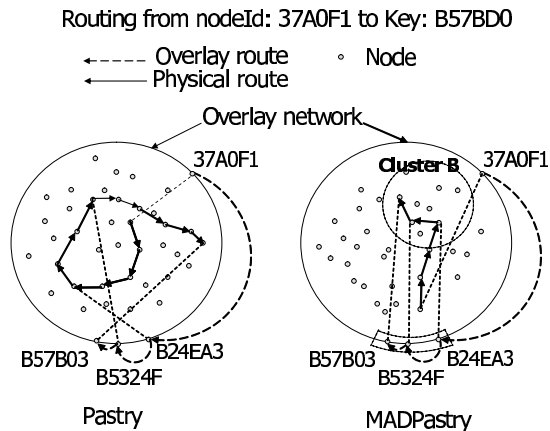 Routing from nodeId: 37A0F1 to Key: B57BD0
Overlay route
Node
Physical route
Overlay network
37A0F1
Cluster B
37A0F1
B57B03
B24EA3
B5324F
B57B03
B24EA3
B5324F
Pastry
MADPastry